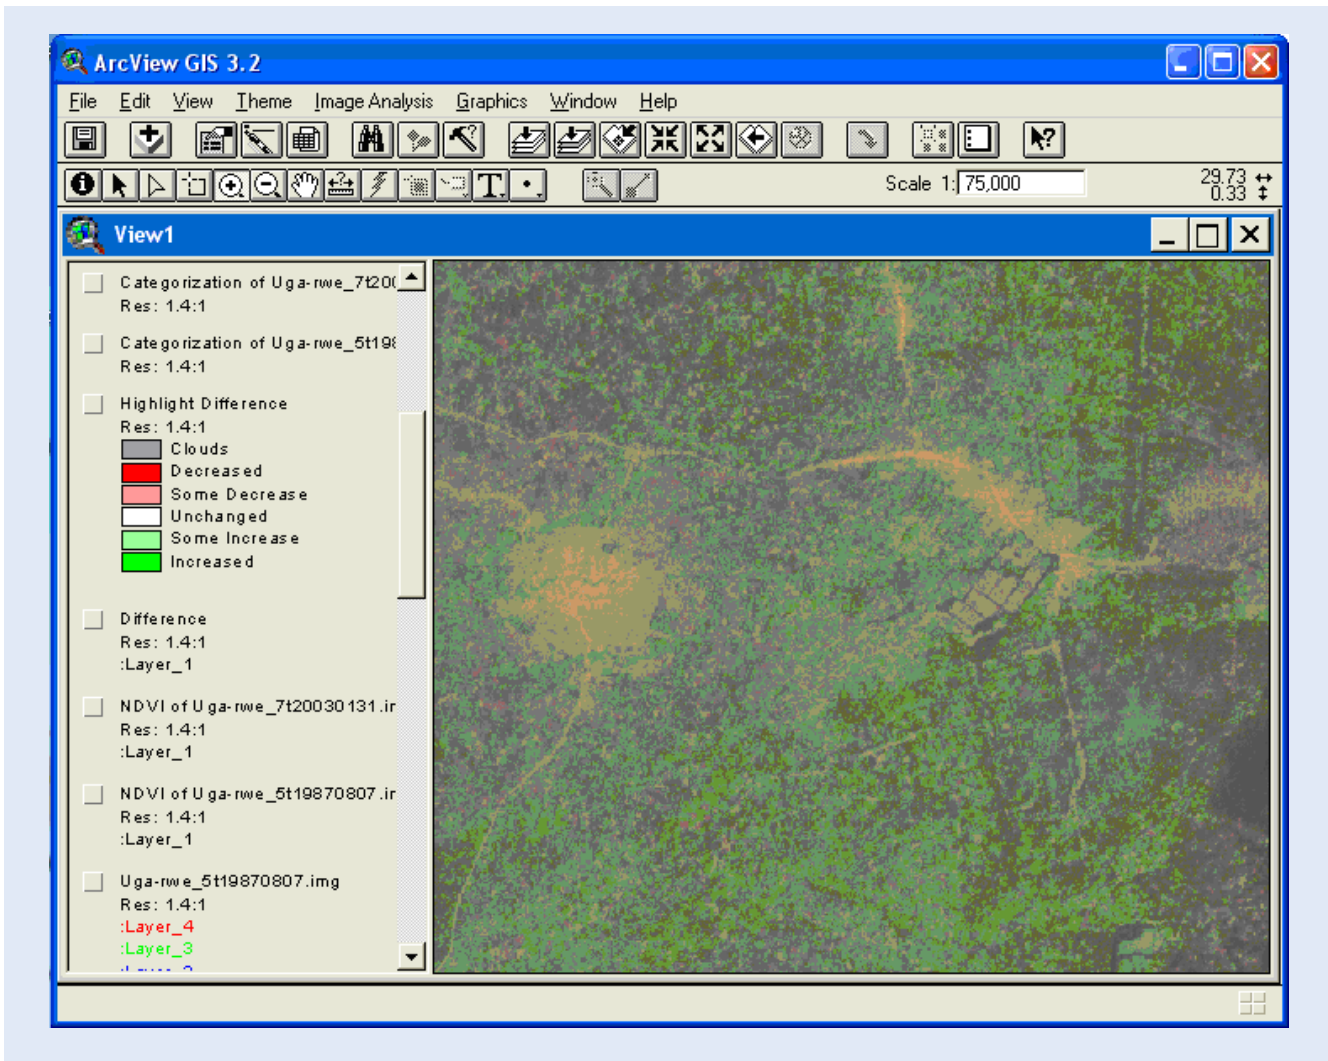 ArcView GIS 3.2
File Edit View Theme Image Analysis Graphics Window Help
Scale 1: 75,000
29.73
0.33
View1
Categorization of Uga-rwe_7t200
Res: 1.4:1
Categorization of Uga-rwe_5t198
Res: 1.4:1
Highlight Difference
Res: 1.4:1
Clouds
Decreased
Some Decrease
Unchanged
Some Increase
Increased
Difference
Res: 1.4:1
:Layer_1
NDVI of Uga-rwe_7t20030131.ir
Res: 1.4:1
:Layer_1
NDVI of Uga-rwe_5t19870807.ir
Res: 1.4:1
:Layer_1
Uga-rwe_5t19870807.img
Res: 1.4:1
:Layer_4
:Layer_3